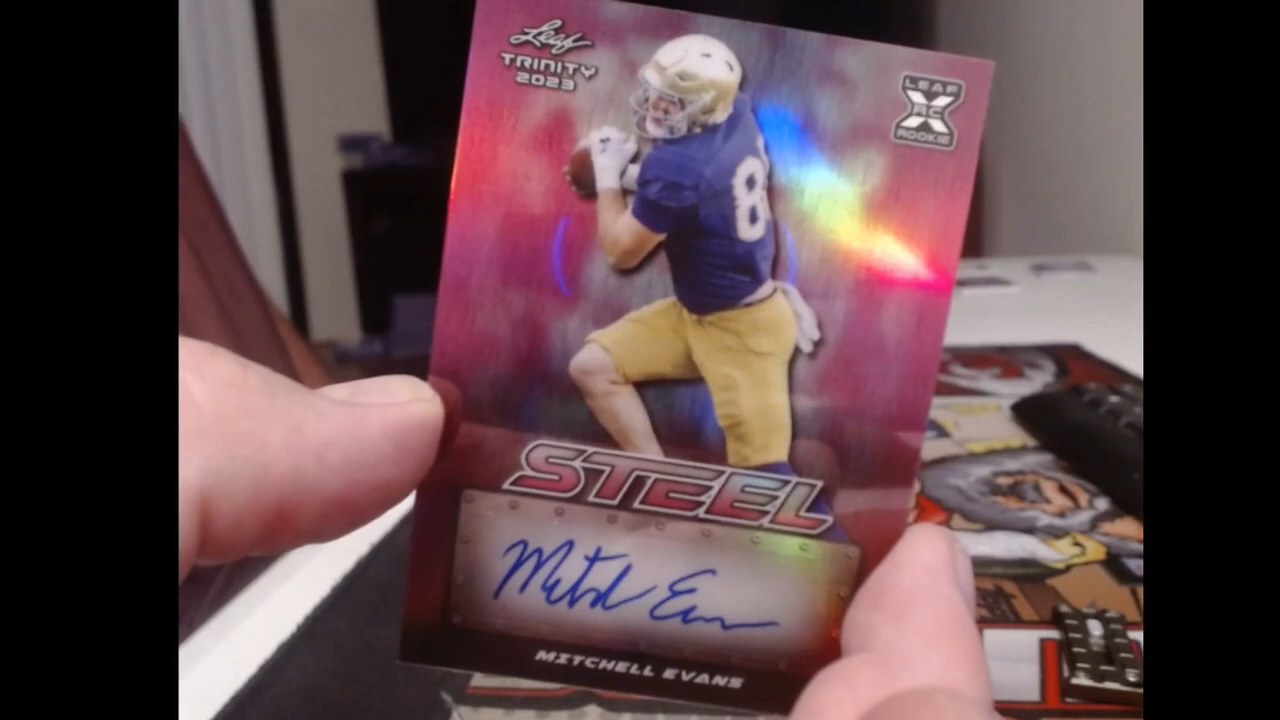 Leaf
TRINITY
2023
LEAF
RC
ROOKIE
8
STEEL
Mitch Evans
MITCHELL EVANS